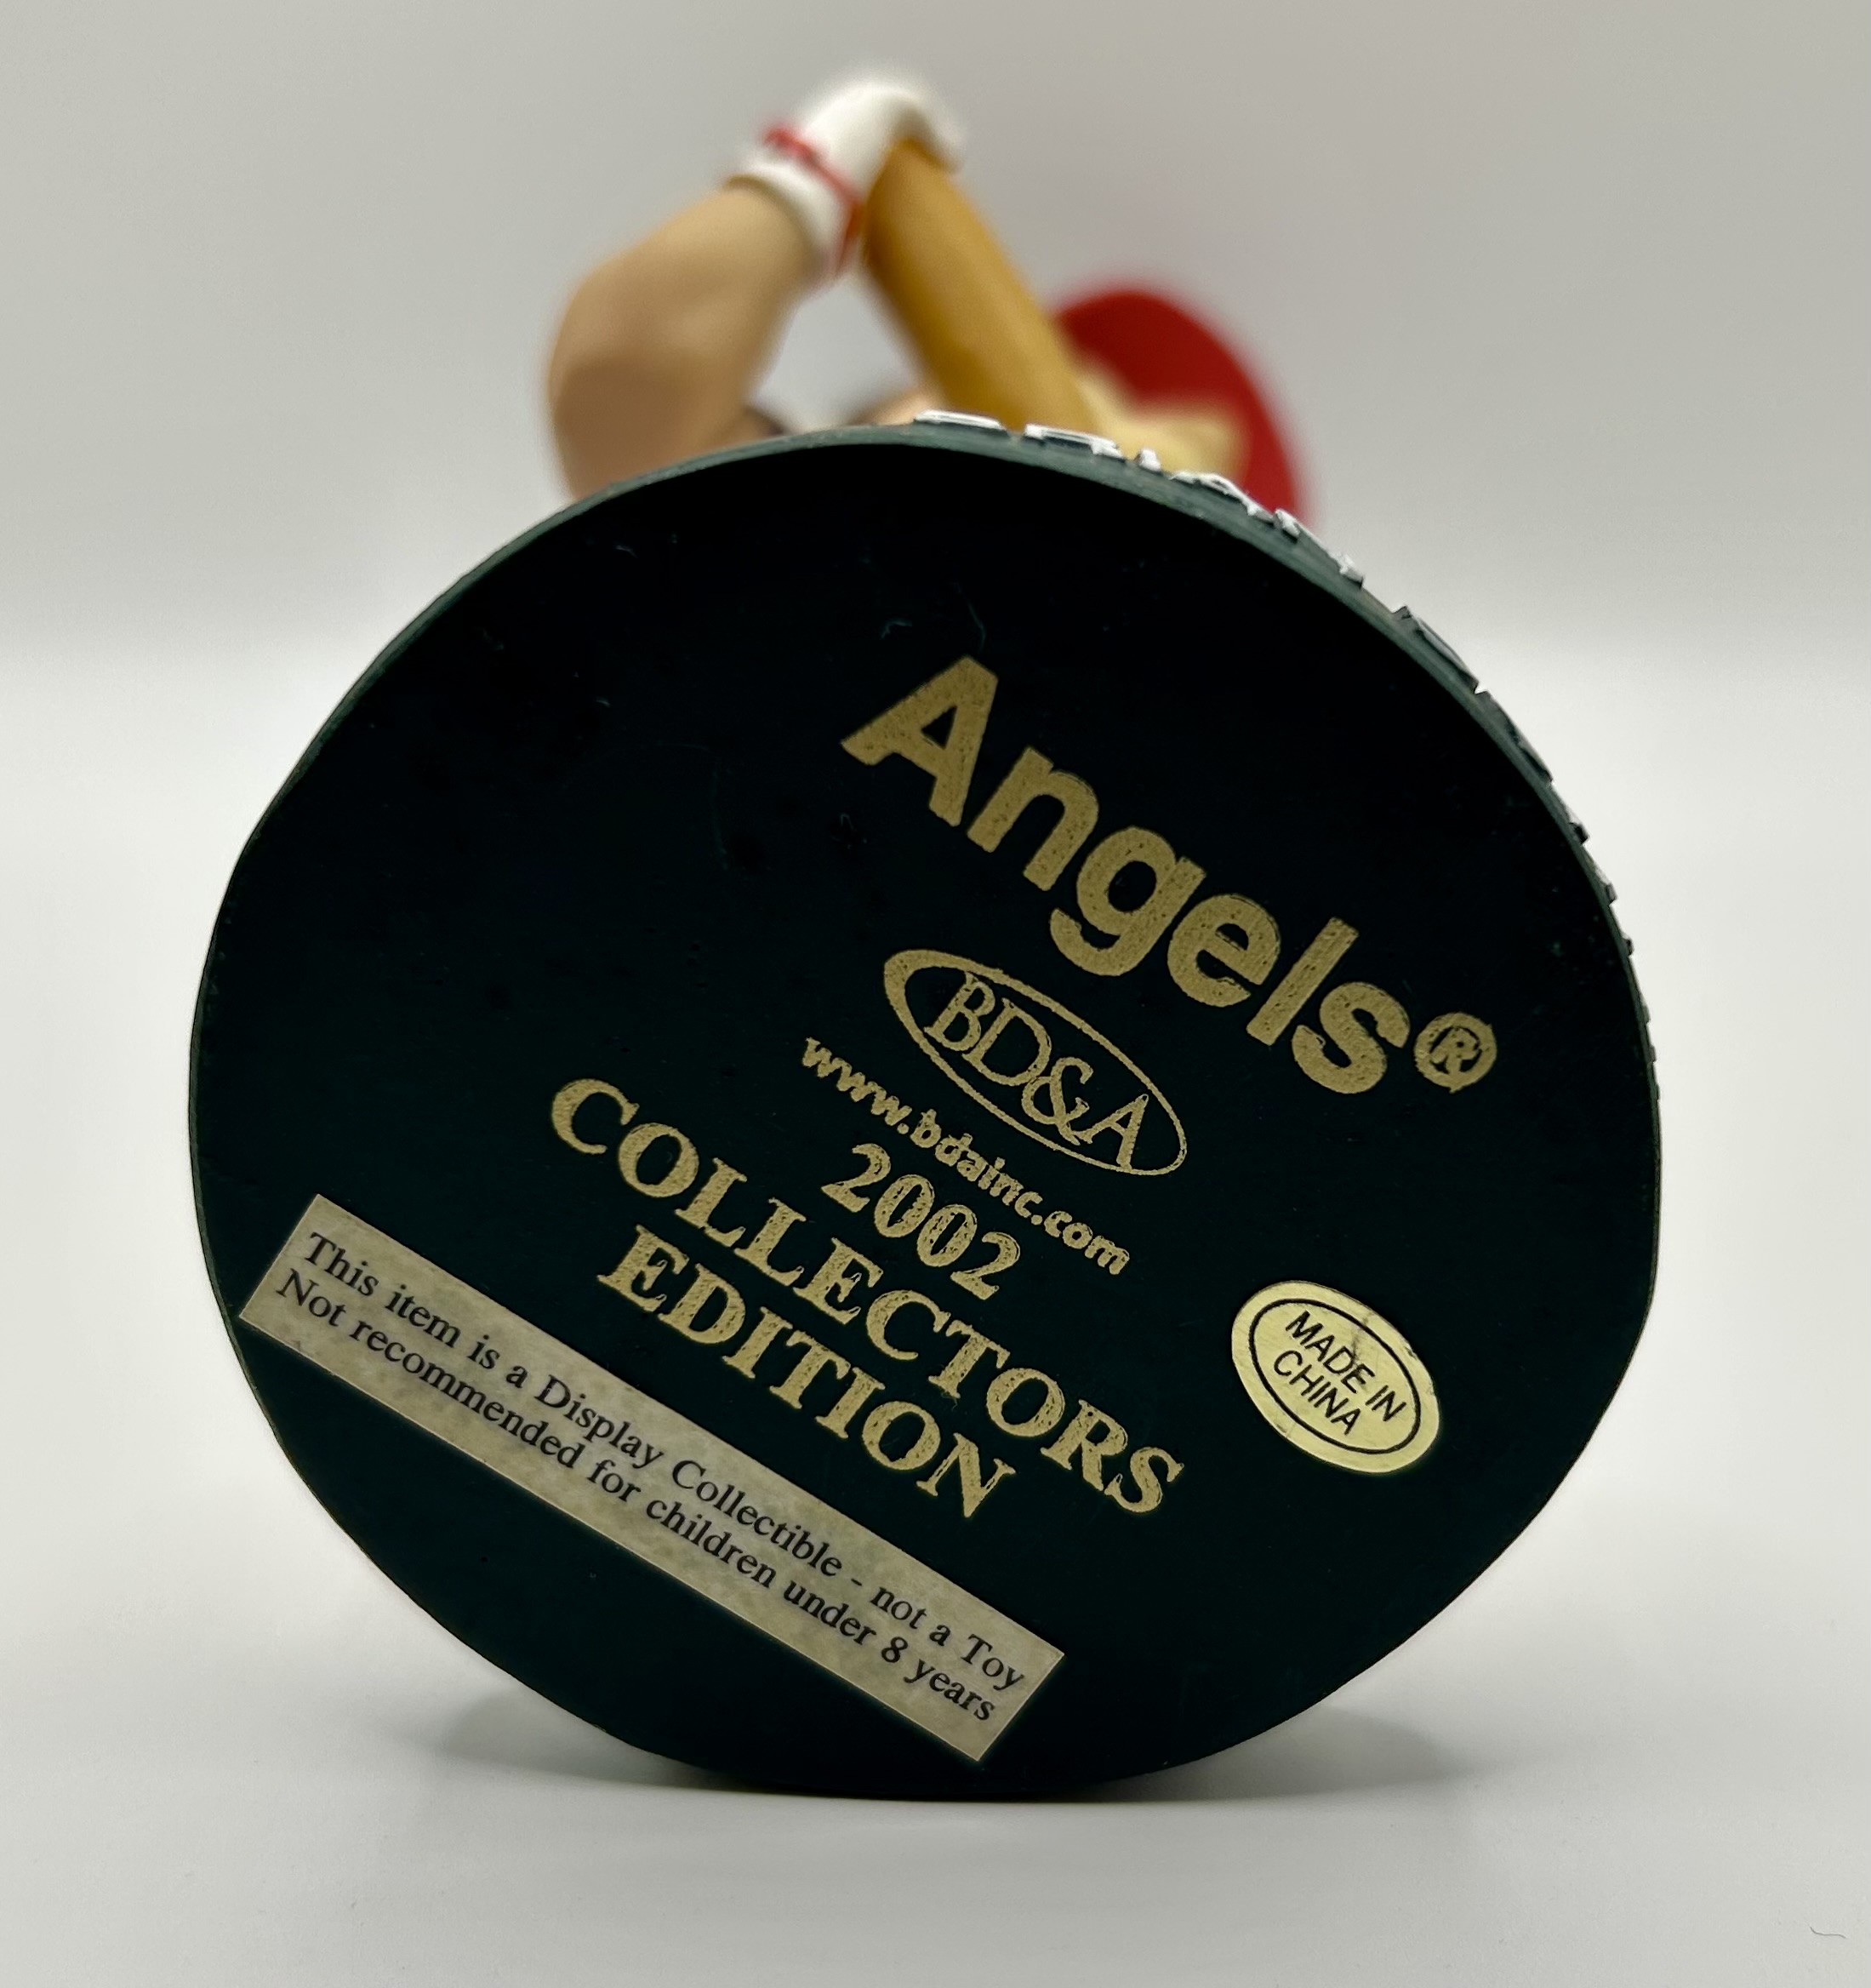 Angels®
BD&A
www.bdainc.com
2002
COLLECTORS
EDITION
MADE IN
CHINA
This item is a Display Collectible - not a Toy
Not recommended for children under 8 years